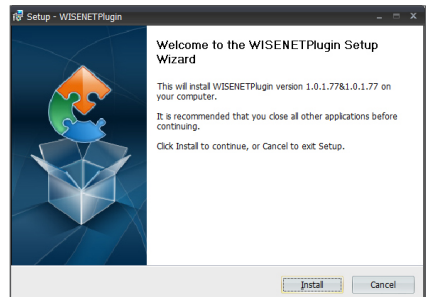 Setup - WISENETPlugin
Welcome to the WISENETPlugin Setup
Wizard
This will install WISENETPlugin version 1.0.1.77&1.0.1.77 on
your computer.
It is recommended that you close all other applications before
continuing.
Click Install to continue, or Cancel to exit Setup.
Install Cancel